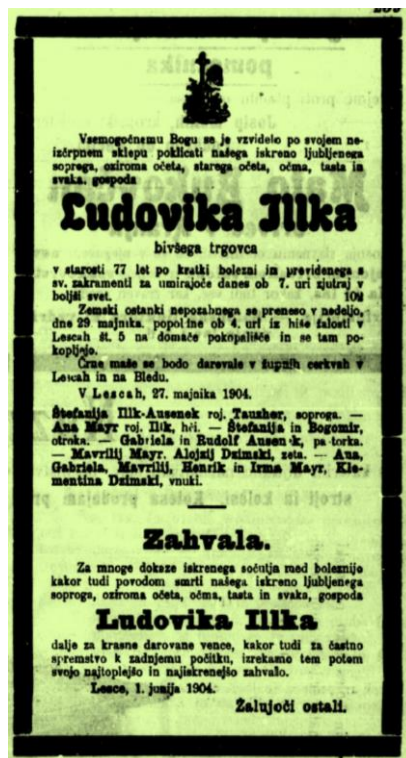 Vsemogočnemu Bogu se je vzvidelo po svojem ne-
izčrpnem sklepu poklicati našega iskreno ljubljenega
soproga, oziroma očeta, starega očeta, očma, tasta in
svaka, gospoda
Ludovika Illka
bivšega trgovca
v starosti 77 let po kratki bolezni in previdenega s
sv. zakramenti za umirajoče danes ob 7. uri zjutraj v
boljši svet.
Zemski ostanki nepozabnega se preneso v nedeljo,
dne 29 majnika, popoldne ob 4. uri iz hiše žalosti v
Lescah št. 5 na domače pokopališče in se tam po-
kopljejo.
Črne maše se bodo darovale v župnih cerkvah v
Lescah in na Bledu.
V Lescah, 27. majnika 1904.
Štefanija Illk-Ausenek roj. Tauzher, soproga. —
Ana Mayr roj. Illk, hči. — Štefanija in Bogomir,
otroka. — Gabriela in Rudolf Ausenek, pastorka.
— Mavrilij Mayr, Alojzij Dzimski, zeta. — Ana,
Gabriela, Mavrilij, Henrik in Irma Mayr, Kle-
mentina Dzimski, vnuki.
Zahvala.
Za mnoge dokaze iskrenega sočutja med boleznijo
kakor tudi povodom smrti našega iskreno ljubljenega
soproga, oziroma očeta, očma, tasta in svaka, gospoda
Ludovika Illka
dalje za krasne darovane vence, kakor tudi za častno
spremstvo k zadnjemu počitku, izrekamo tem potem
svojo najtoplejšo in najiskrenejšo zahvalo.
Lesce, 1. junija 1904.
Žalujoči ostali.